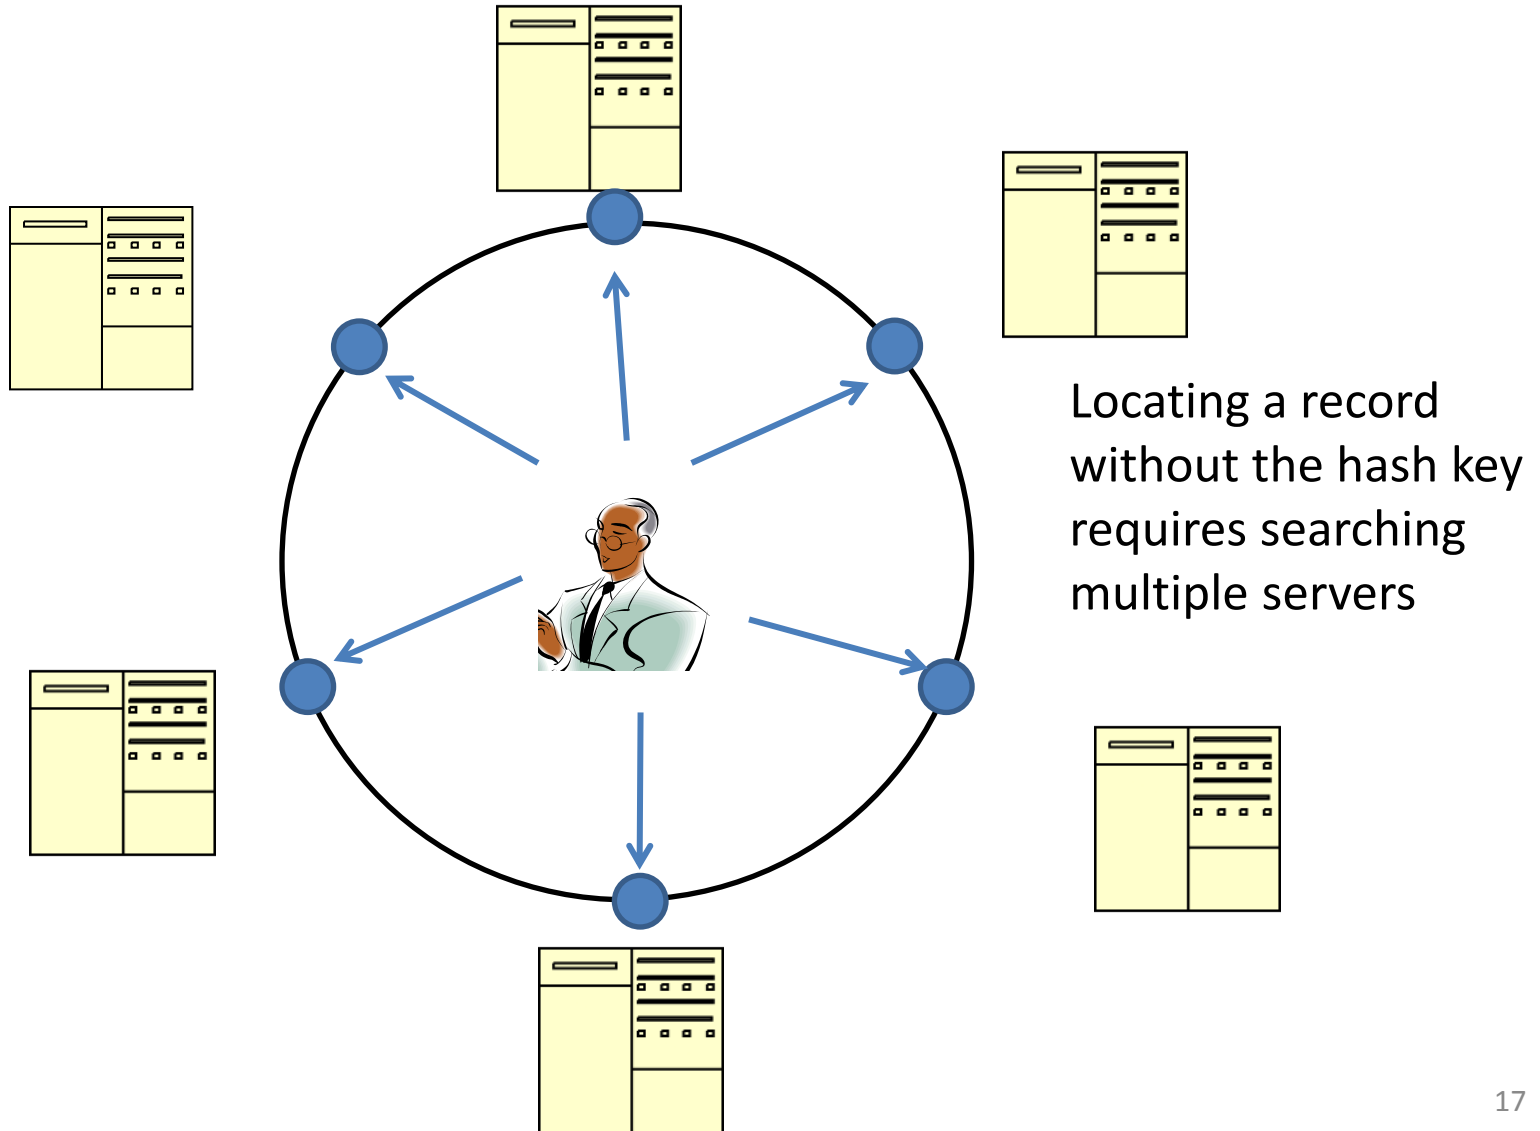 Locating a record
without the hash key
requires searching
multiple servers
17